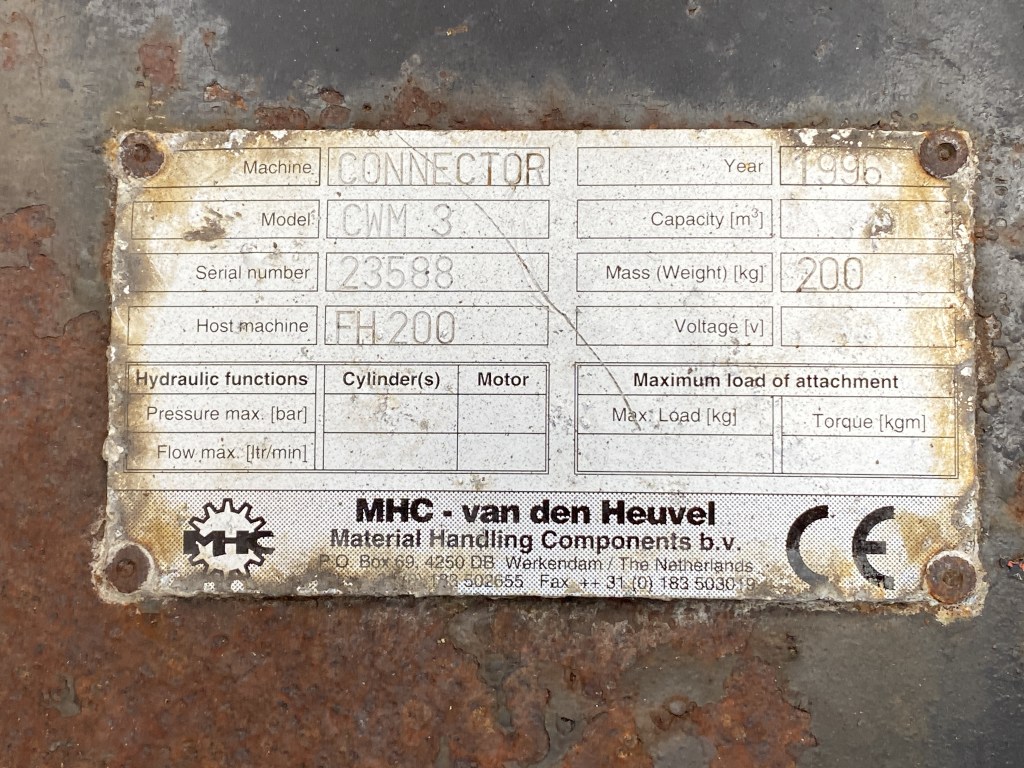 Machine CONNECTOR Year 1996
Model CWM 3 Capacity [m³]
Serial number 23588 Mass (Weight) [kg] 200
Host machine FH 200 Voltage [v]
Hydraulic functions Cylinder(s) Motor Maximum load of attachment
Pressure max. [bar] Max. Load [kg] Torque [kgm]
Flow max. [ltr/min]
MHC - van den Heuvel
MHC Material Handling Components b.v. CE
P.O. Box 69, 4250 DB Werkendam / The Netherlands
183 502655 Fax ++ 31 (0) 183 503019